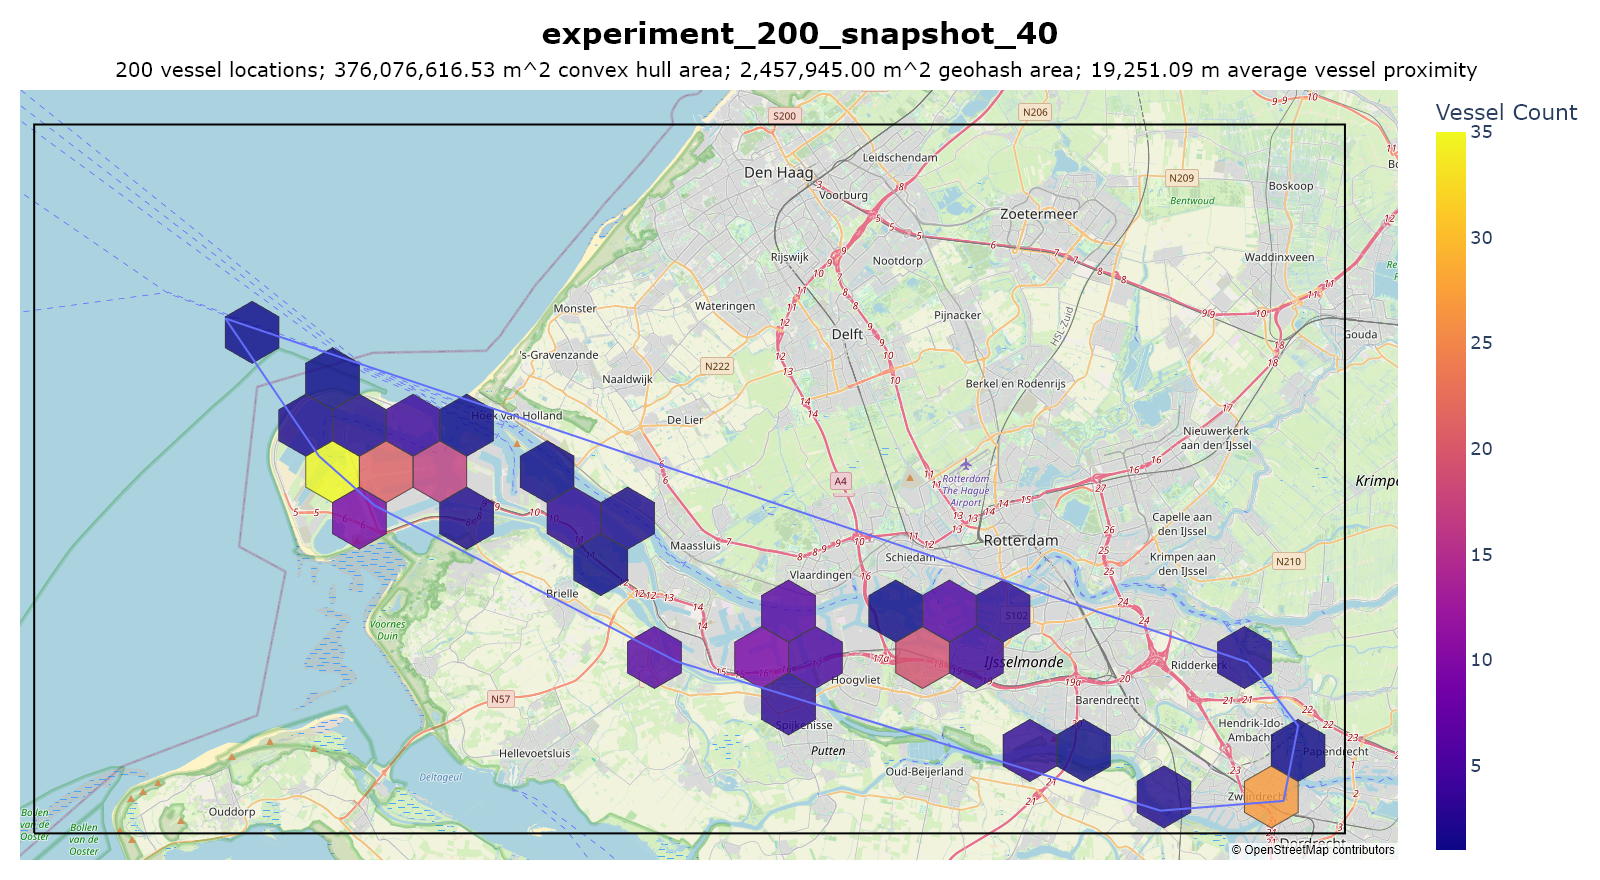 experiment_200_snapshot_40
200 vessel locations; 376,076,616.53 m^2 convex hull area; 2,457,945.00 m^2 geohash area; 19,251.09 m average vessel proximity
Vessel Count
35
30
25
20
15
10
5
S200
N206
Den Haag
Leidschendam
Voorburg
N209
Boskoop
Bentwoud
Zoetermeer
Rijswijk
Nootdorp
Waddinxveen
Monster
Wateringen
Pijnacker
HSL-Zuid
Delft
Gouda
's-Gravenzande
N222
Naaldwijk
Berkel en Rodenrijs
Hoek van Holland
De Lier
Nieuwerkerk
aan den IJssel
A4
Rotterdam
The Hague
Airport
Krimpe
Capelle aan
den IJssel
Maassluis
Schiedam
Rotterdam
Krimpen aan
den IJssel
N210
Vlaardingen
Brielle
Voornes
Duin
S102
IJsselmonde
Ridderkerk
Hoogvliet
N57
Barendrecht
Spijkenisse
Hendrik-Ido-
Ambacht
Papendrecht
Hellevoetsluis
Putten
Oud-Beijerland
Deltageul
Zwijndrecht
Ouddorp
Bollen
van de
Ooster
Bollen
van de
Ooster
Dordrecht
© OpenStreetMap contributors